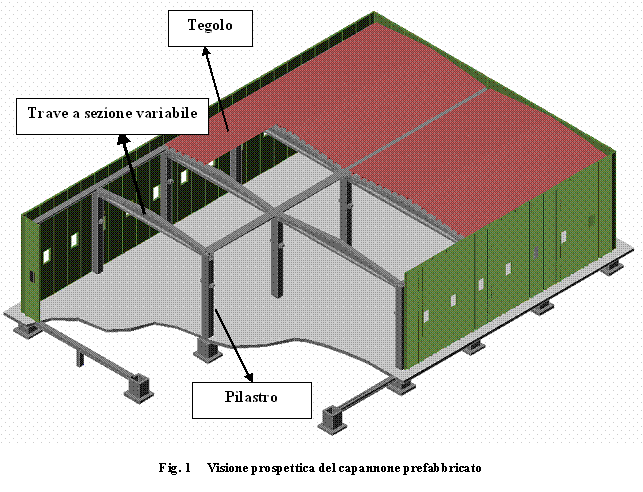 Tegolo
Trave a sezione variabile
Pilastro
Fig. 1 Visione prospettica del capannone prefabbricato